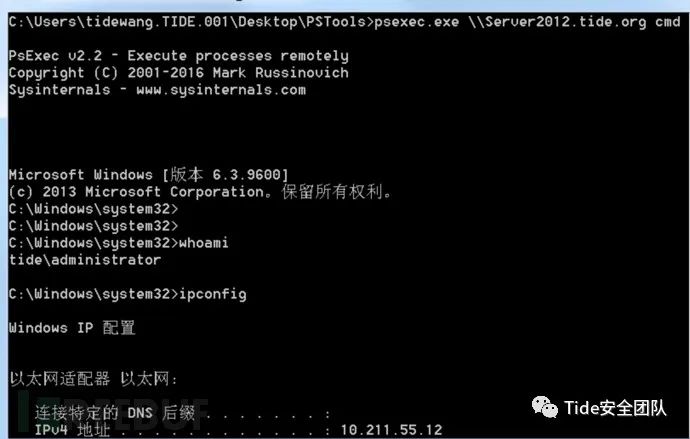 C:\Users\tidewang.TIDE.001\Desktop\PSTools>psexec.exe \\Server2012.tide.org cmd
PsExec v2.2 - Execute processes remotely
Copyright (C) 2001-2016 Mark Russinovich
Sysinternals - www.sysinternals.com
Microsoft Windows [版本 6.3.9600]
(c) 2013 Microsoft Corporation。保留所有权利。
C:\Windows\system32>
C:\Windows\system32>
C:\Windows\system32>whoami
tide\administrator
C:\Windows\system32>ipconfig
Windows IP 配置
以太网适配器 以太网:
连接特定的 DNS 后缀 . . . . . . . :
IPv4 地址 . . . . . . . . . . . . : 10.211.55.12
Tide安全团队